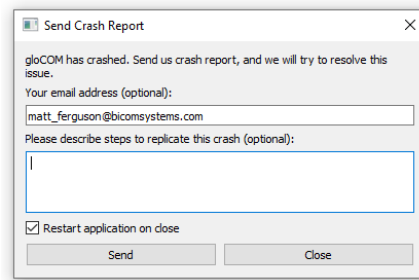 Send Crash Report
gloCOM has crashed. Send us crash report, and we will try to resolve this
issue.
Your email address (optional):
matt_ferguson@bicomsystems.com
Please describe steps to replicate this crash (optional):
Restart application on close
Send Close